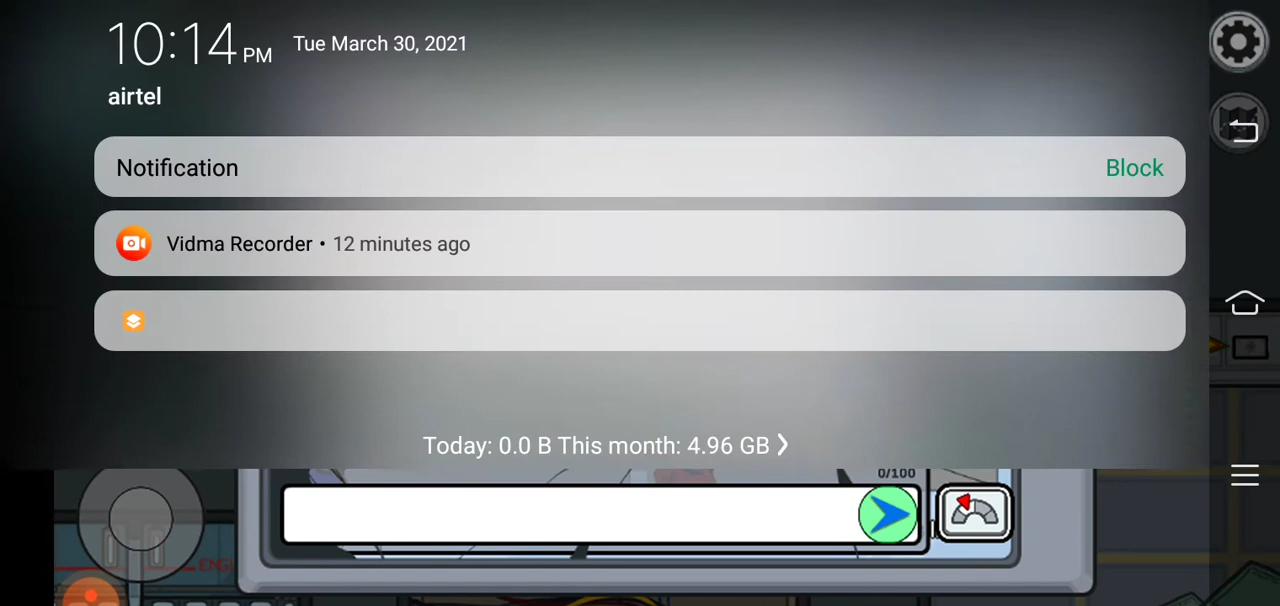 10:14 PM Tue March 30, 2021
airtel
Notification Block
Vidma Recorder • 12 minutes ago
Today: 0.0 B This month: 4.96 GB
0/100
ENGI